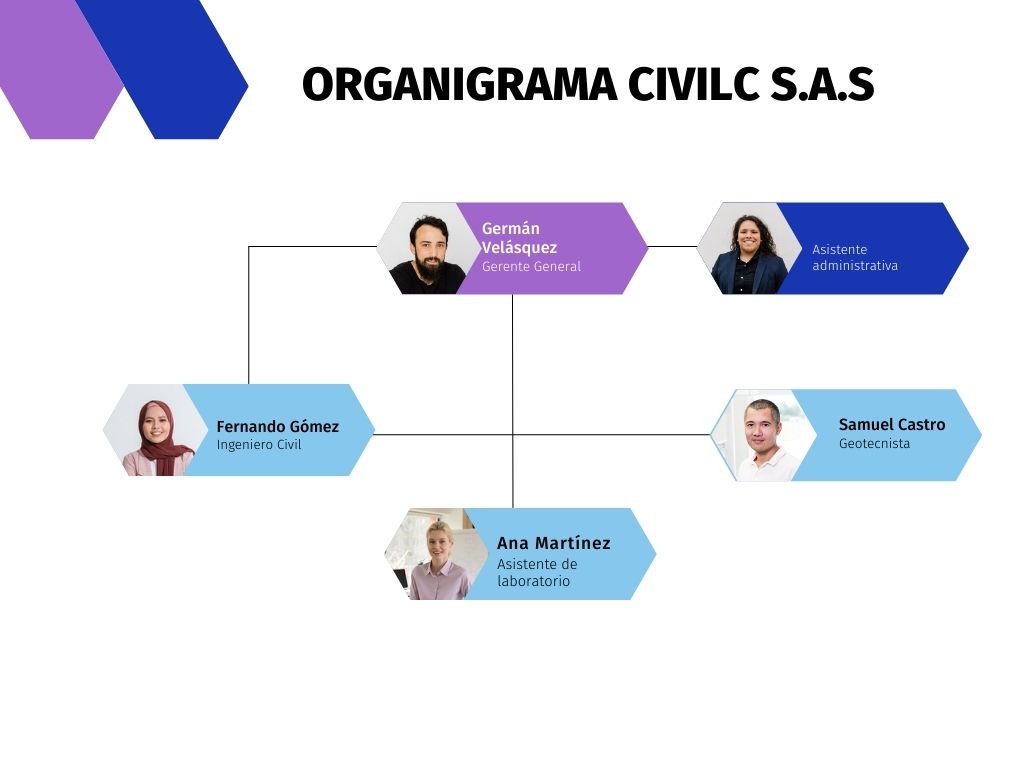 ORGANIGRAMA CIVILC S.A.S
Germán
Velásquez
Gerente General
Asistente
administrativa
Fernando Gómez
Ingeniero Civil
Samuel Castro
Geotecnista
Ana Martínez
Asistente de
laboratorio